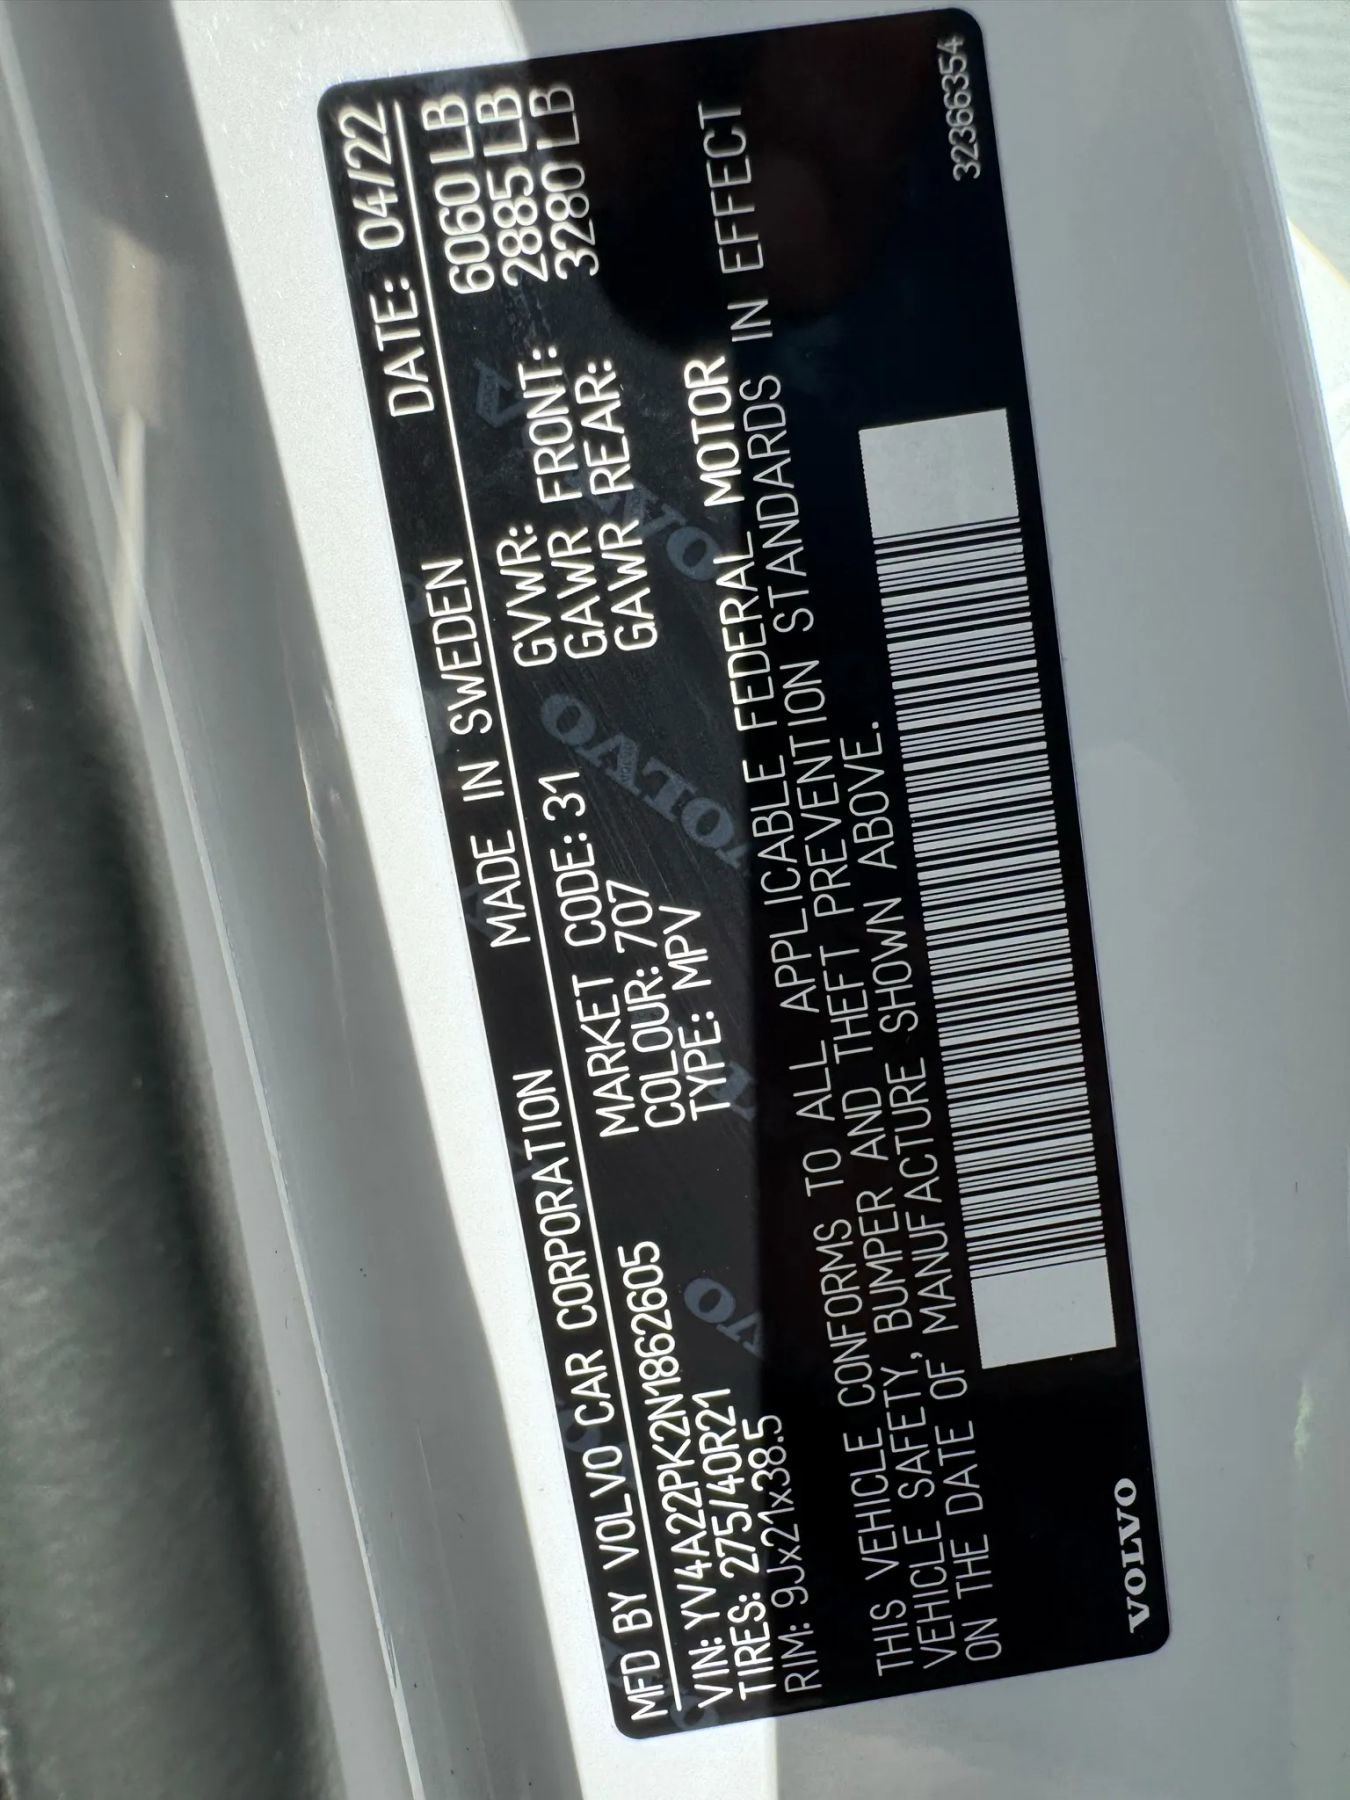 MFD BY VOLVO CAR CORPORATION MADE IN SWEDEN DATE: 04/22
VIN: YV4A22PK2N1862605 MARKET CODE: 31 GVWR: 6060 LB
TIRES: 275/40R21 COLOUR: 707 GAWR FRONT: 2885 LB
RIM: 9Jx21x38.5 TYPE: MPV GAWR REAR: 3280 LB
THIS VEHICLE CONFORMS TO ALL APPLICABLE FEDERAL MOTOR
VEHICLE SAFETY, BUMPER AND THEFT PREVENTION STANDARDS IN EFFECT
ON THE DATE OF MANUFACTURE SHOWN ABOVE.
VOLVO 32366354